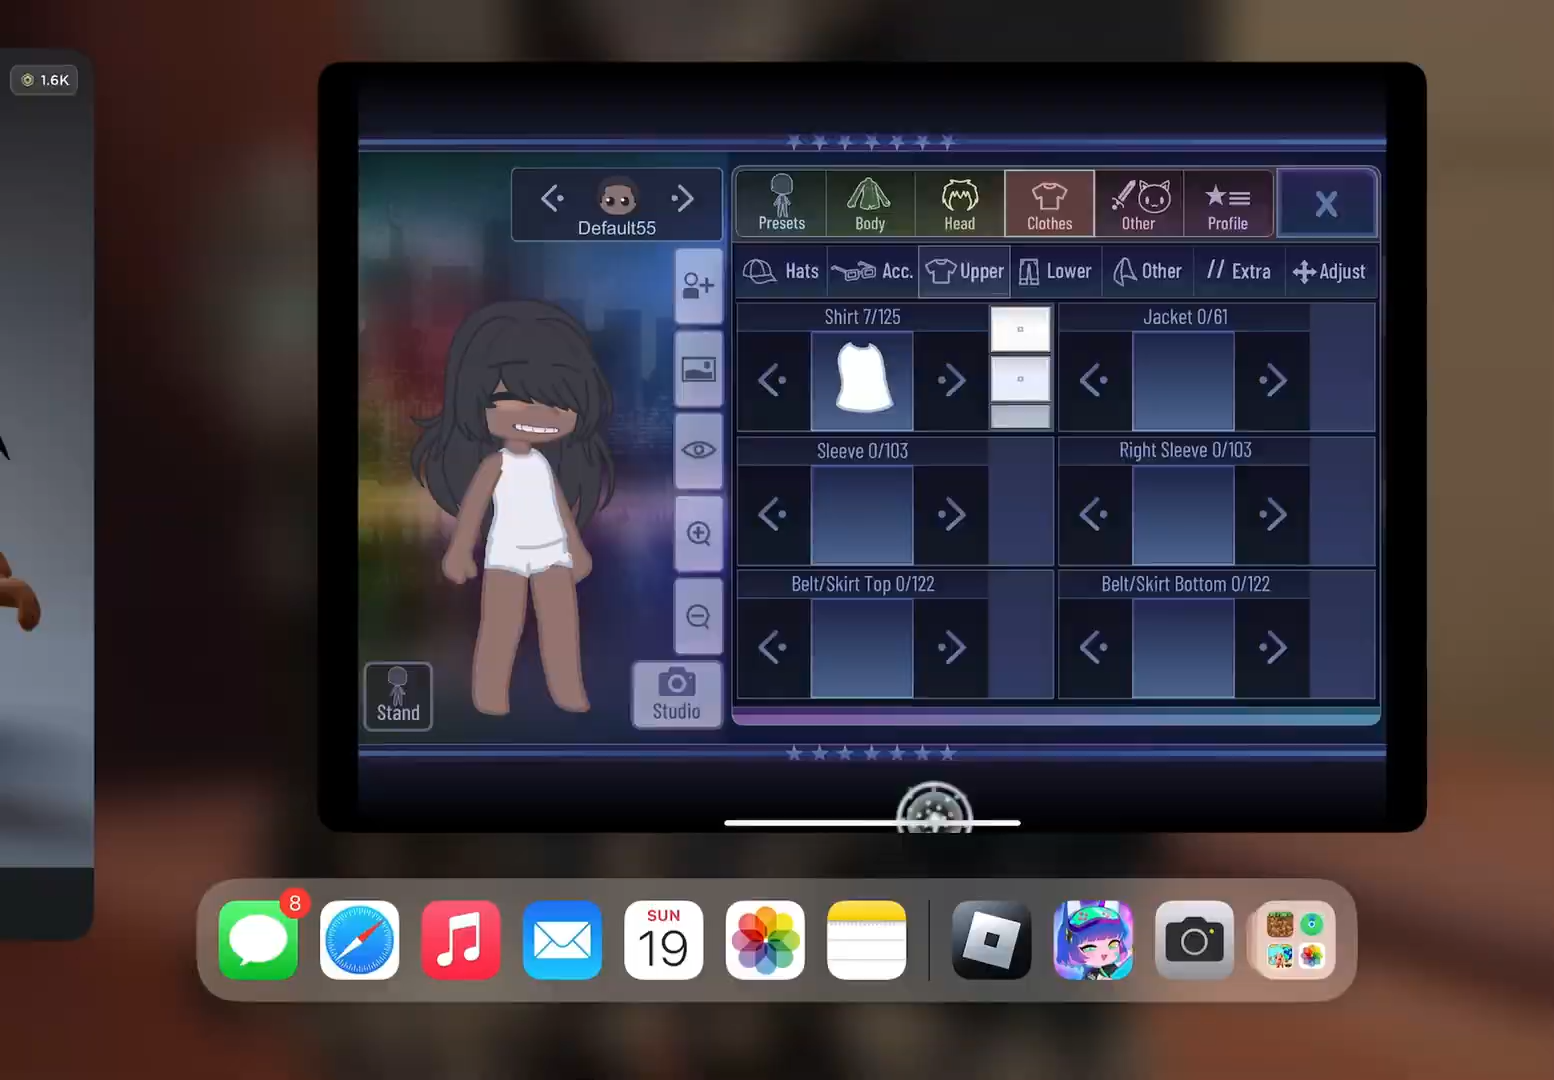 1.6K
Default55
Presets
Body
Head
Clothes
Other
Profile
X
Hats
Acc.
Upper
Lower
Other
Extra
Adjust
Shirt 7/125
Jacket 0/61
Sleeve 0/103
Right Sleeve 0/103
Belt/Skirt Top 0/122
Belt/Skirt Bottom 0/122
Stand
Studio
8
SUN
19